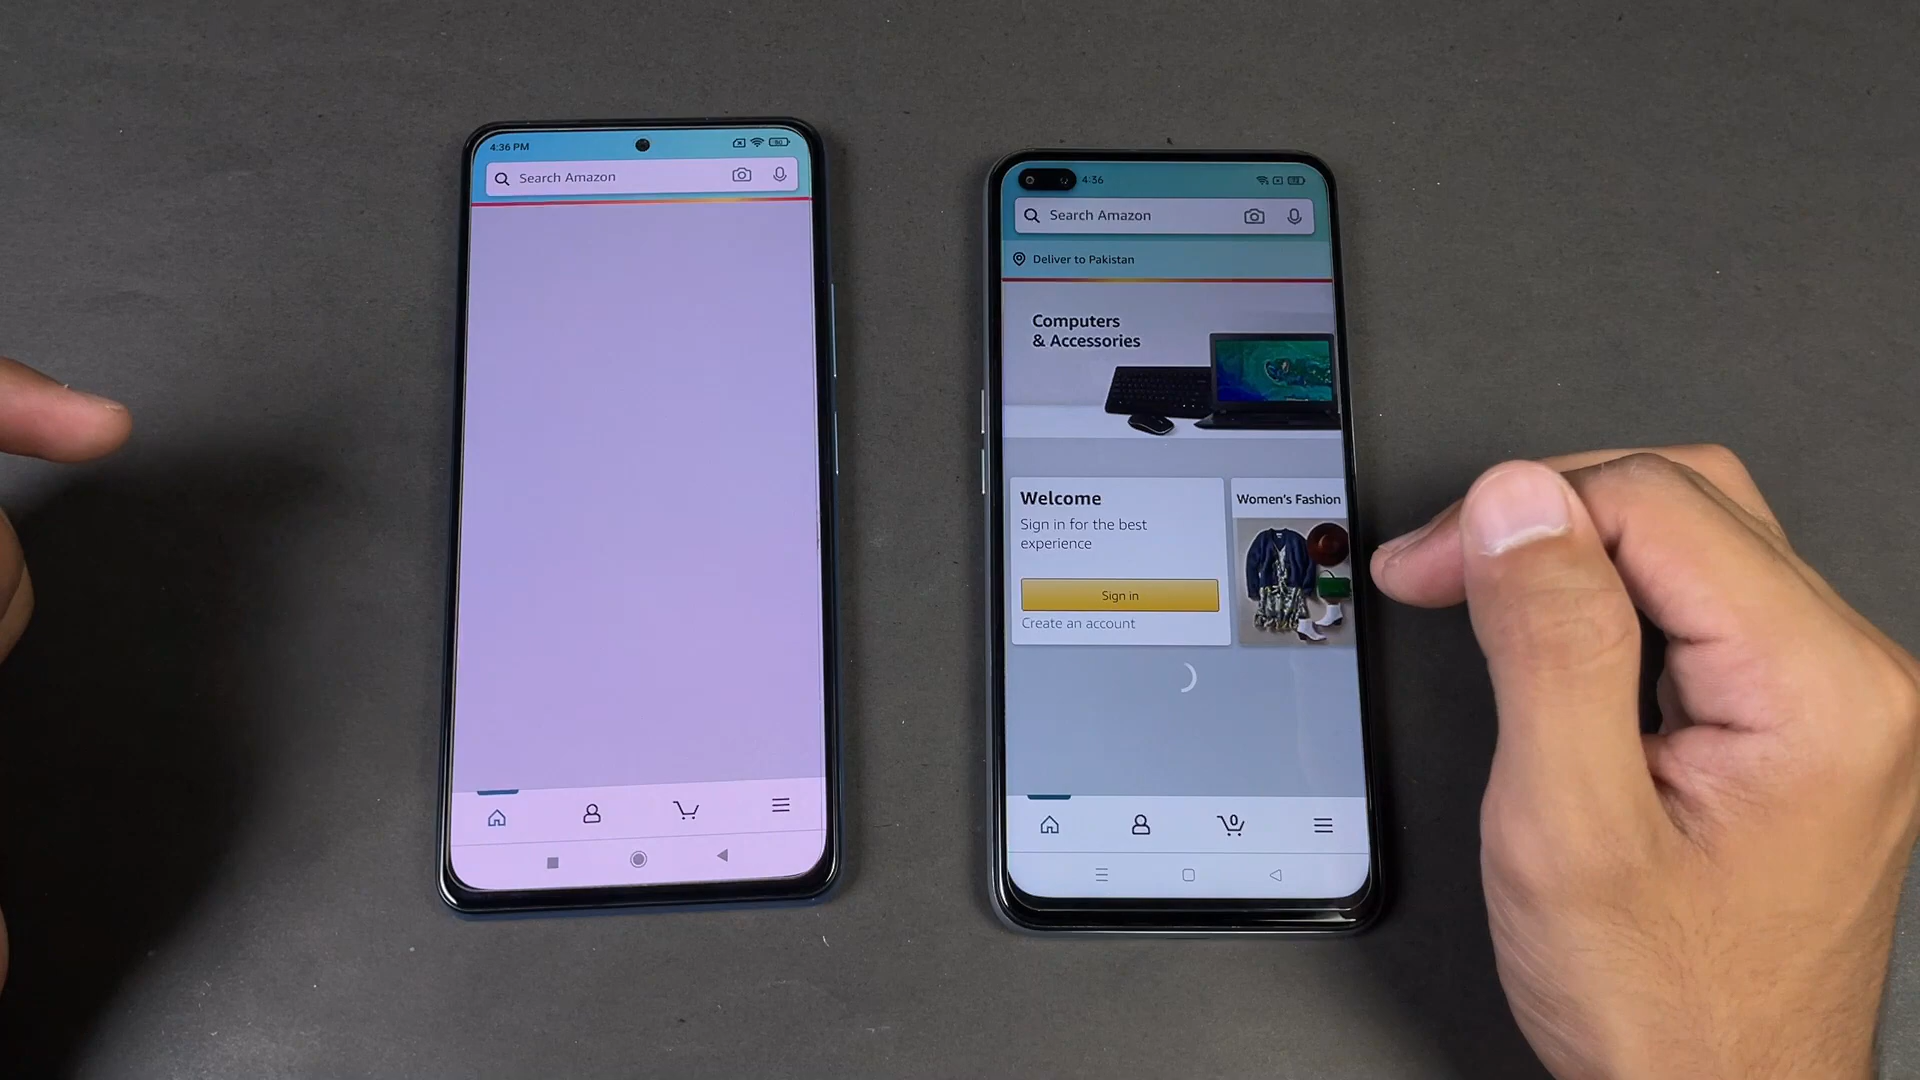 4:36 PM
Search Amazon
4:36
Search Amazon
Deliver to Pakistan
Computers
& Accessories
Welcome
Sign in for the best
experience
Sign in
Create an account
Women's Fashion
0